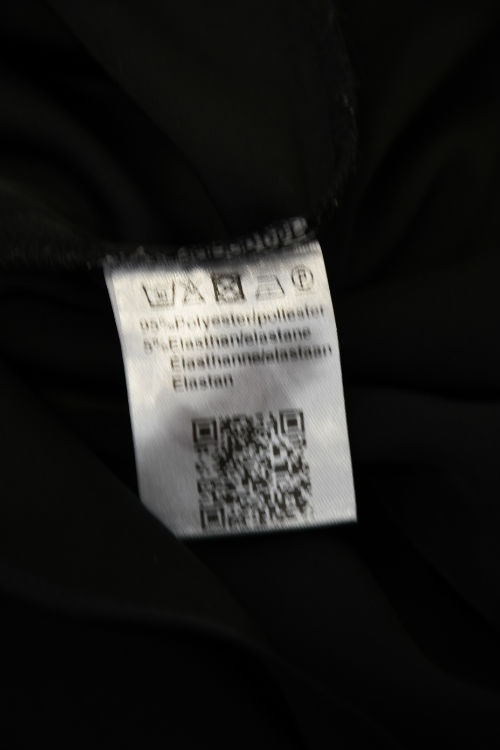 95%Polyester/poliester
5%Elasthan/elastane
Elasthanne/elastaan
Elastan